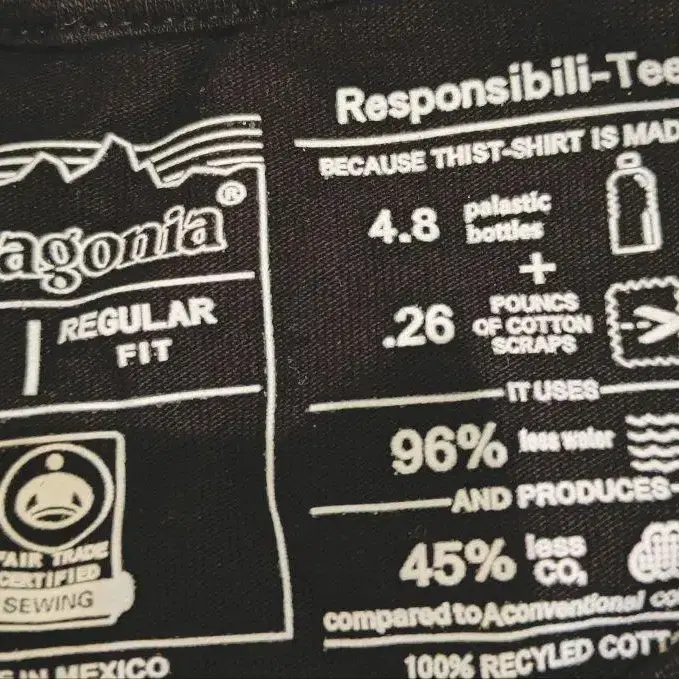 agonia®
REGULAR
FIT
FAIR TRADE
CERTIFIED
SEWING
IN MEXICO
Responsibili-Tee
BECAUSE THIST-SHIRT IS MAD
4.8 palastic
bottles
+
.26 POUNCS
OF COTTON
SCRAPS
IT USES
96% less water
AND PRODUCES
45% less
CO₂
compared to Aconventional co
100% RECYLED COTT